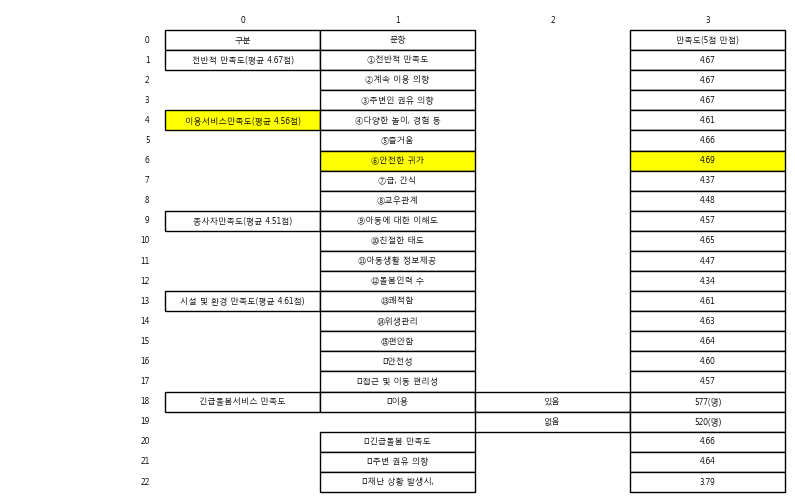 0 1 2 3
0 구분 문항 만족도(5점 만점)
1 전반적 만족도(평균 4.67점) ①전반적 만족도 4.67
2 ②계속 이용 의향 4.67
3 ③주변인 권유 의향 4.67
4 이용서비스만족도(평균 4.56점) ④다양한 놀이, 경험 등 4.61
5 ⑤즐거움 4.66
6 ⑥안전한 귀가 4.69
7 ⑦급, 간식 4.37
8 ⑧교우관계 4.48
9 종사자만족도(평균 4.51점) ⑨아동에 대한 이해도 4.57
10 ⑩친절한 태도 4.65
11 ⑪아동생활 정보제공 4.47
12 ⑫돌봄인력 수 4.34
13 시설 및 환경 만족도(평균 4.61점) ⑬쾌적함 4.61
14 ⑭위생관리 4.63
15 ⑮편안함 4.64
16 안전성 4.60
17 접근 및 이동 편리성 4.57
18 긴급돌봄서비스 만족도 이용 있음 577(명)
19 없음 520(명)
20 긴급돌봄 만족도 4.66
21 주변 권유 의향 4.64
22 재난 상황 발생시, 3.79